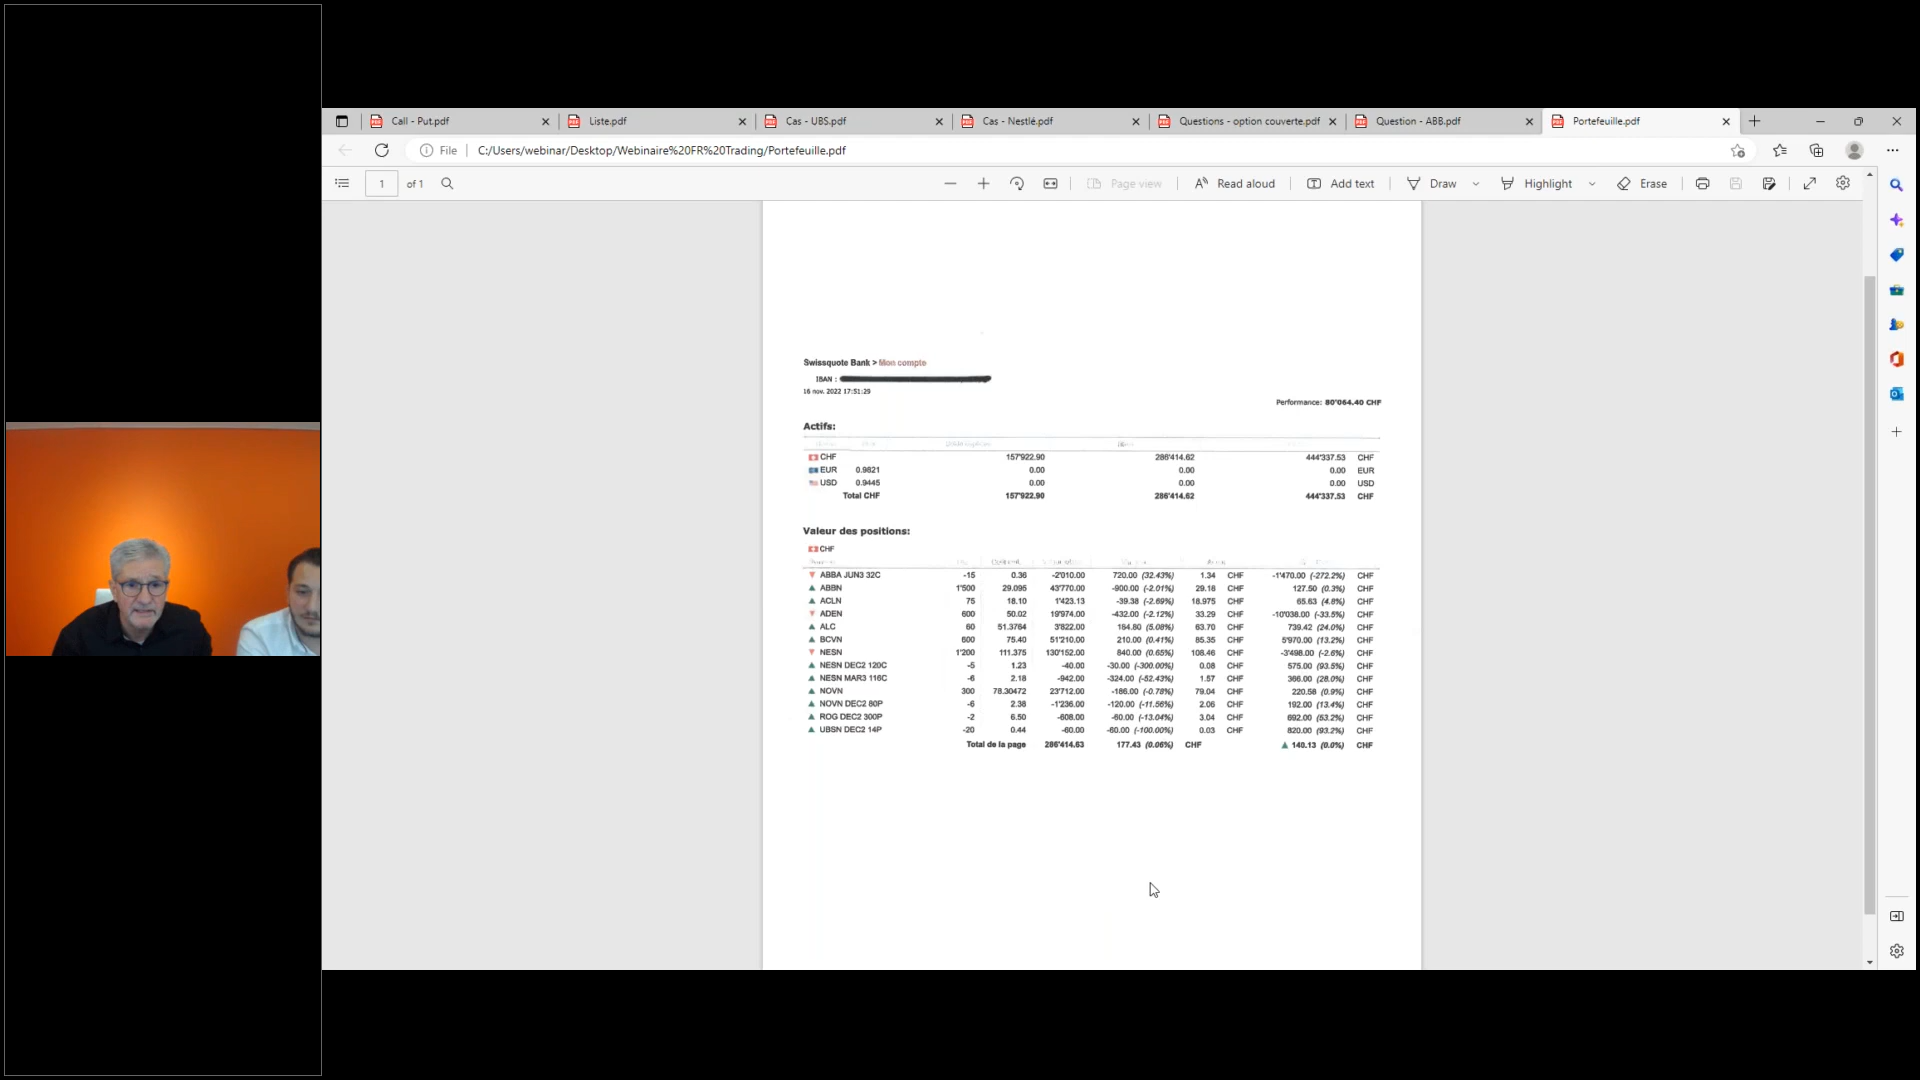 Call - Put.pdf
Liste.pdf
Cas - UBS.pdf
Cas - Nestlé.pdf
Questions - option couverte.pdf
Question - ABB.pdf
Portefeuille.pdf
File C:/Users/webinar/Desktop/Webinaire%20FR%20Trading/Portefeuille.pdf
1 of 1 Page view Read aloud Add text Draw Highlight Erase
Swissquote Bank > Mon compte
IBAN :
16 nov. 2022 17:51:29
Performance: 80'064.40 CHF
Actifs:
CHF 157'922.90 286'414.62 444'337.53 CHF
EUR 0.9821 0.00 0.00 0.00 EUR
USD 0.9445 0.00 0.00 0.00 USD
Total CHF 157'922.90 286'414.62 444'337.53 CHF
Valeur des positions:
CHF
ABBA JUN3 32C -15 0.36 -2'010.00 720.00 (32.43%) 1.34 CHF -1'470.00 (-272.2%) CHF
ABBN 1'500 29.095 43'770.00 -900.00 (-2.01%) 29.18 CHF 127.50 (0.3%) CHF
ACLN 75 18.10 1'423.13 -39.38 (-2.69%) 18.975 CHF 65.63 (4.8%) CHF
ADEN 600 50.02 19'974.00 -432.00 (-2.12%) 33.29 CHF -10'038.00 (-33.5%) CHF
ALC 60 51.3764 3'822.00 184.80 (5.08%) 63.70 CHF 739.42 (24.0%) CHF
BCVN 600 75.40 51'210.00 210.00 (0.41%) 85.35 CHF 5'970.00 (13.2%) CHF
NESN 1'200 111.375 130'152.00 840.00 (0.65%) 108.46 CHF -3'498.00 (-2.6%) CHF
NESN DEC2 120C -5 1.23 -40.00 -30.00 (-300.00%) 0.08 CHF 575.00 (93.5%) CHF
NESN MAR3 116C -6 2.18 -942.00 -324.00 (-52.43%) 1.57 CHF 366.00 (28.0%) CHF
NOVN 300 78.30472 23'712.00 -186.00 (-0.78%) 79.04 CHF 220.58 (0.9%) CHF
NOVN DEC2 80P -6 2.38 -1'236.00 -120.00 (-11.56%) 2.06 CHF 192.00 (13.4%) CHF
ROG DEC2 300P -2 6.50 -608.00 -60.00 (-13.04%) 3.04 CHF 692.00 (53.2%) CHF
UBSN DEC2 14P -20 0.44 -60.00 -60.00 (-100.00%) 0.03 CHF 820.00 (93.2%) CHF
Total de la page 286'414.63 177.43 (0.06%) CHF 140.13 (0.0%) CHF